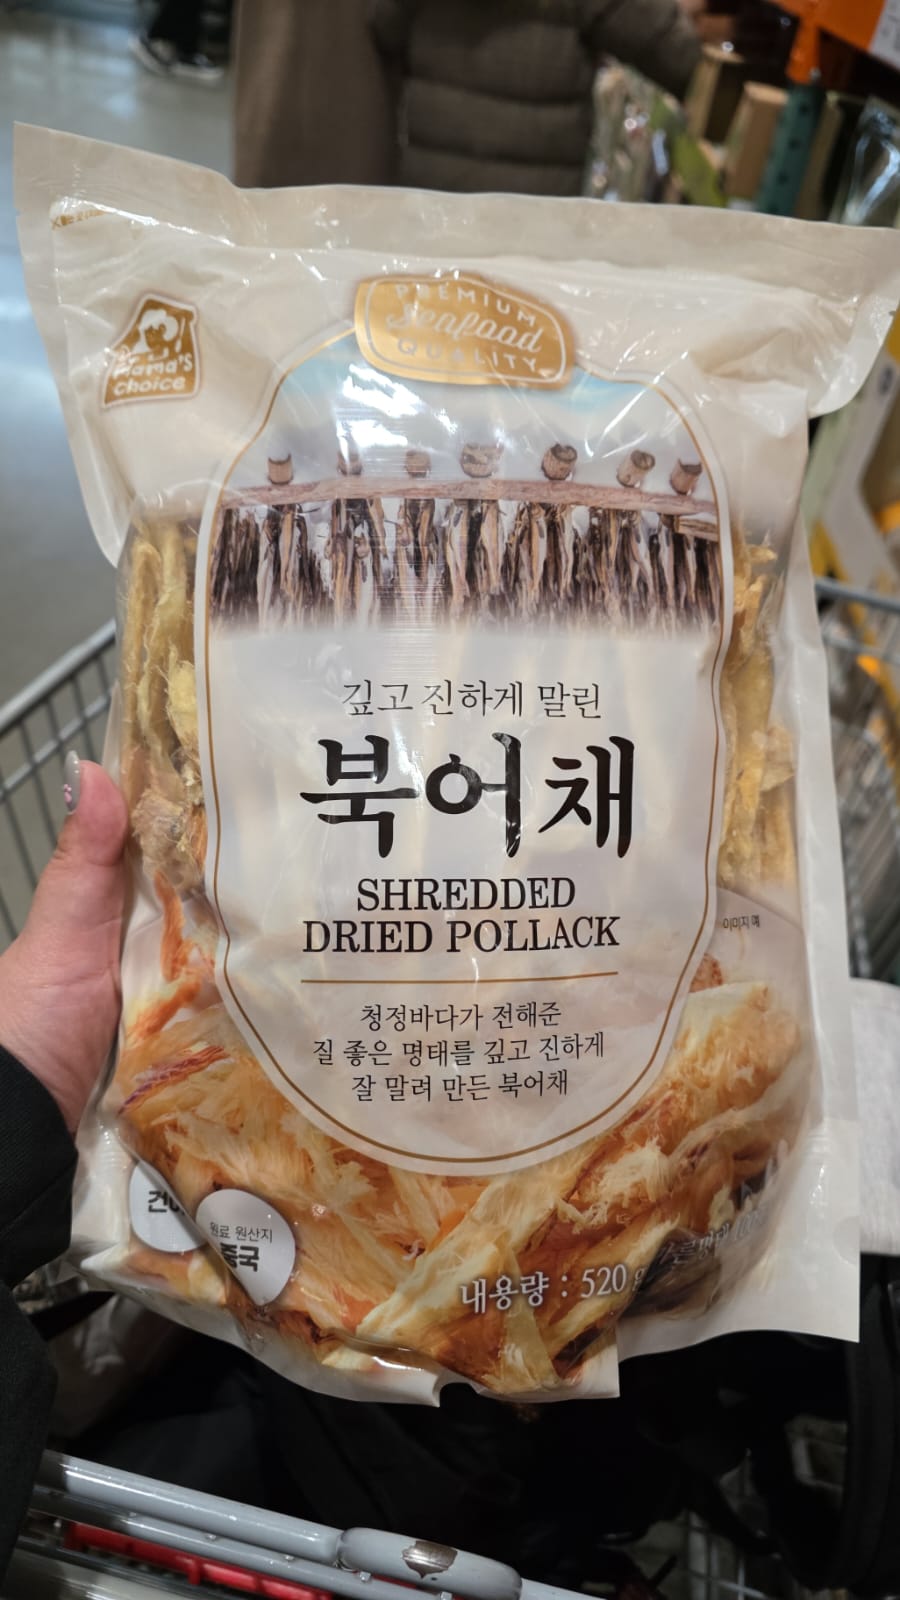 Mama's
Choice
PREMIUM
Seafood
QUALITY
깊고 진하게 말린
북어채
SHREDDED
DRIED POLLACK
이미지 예
청정바다가 전해준
질 좋은 명태를 깊고 진하게
잘 말려 만든 북어채
원료 원산지
중국
내용량 : 520 g